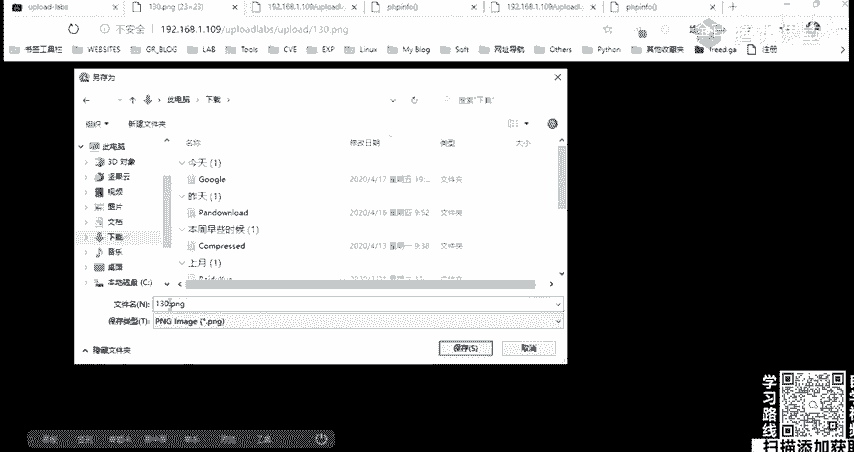 upload-labs
130.png (23×23)
192.168.1.109/uploadlabs/upl
phpinfo()
192.168.1.109/uploadlabs/upl
phpinfo()
不安全 192.168.1.109/uploadlabs/upload/130.png
书签工具栏 WEBSITES GR_BLOG LAB Tools CVE EXP Linux My Blog Soft 网址导航 Others Python 其他收藏夹 freed.ga 注册
另存为
此电脑 下载
搜索"下载"
组织 新建文件夹
此电脑
3D 对象
坚果云
视频
图片
文档
下载
音乐
桌面
本地磁盘 (C:)
名称 修改日期 类型 大小
今天 (1)
Google 2020/4/17 星期五 19:... 文件夹
昨天 (1)
Pandownload 2020/4/16 星期四 9:52 文件夹
本周早些时候 (1)
Compressed 2020/4/13 星期一 9:38 文件夹
上月 (1)
文件名(N): 130.png
保存类型(T): PNG Image (*.png)
隐藏文件夹
保存(S) 取消
学习路线
扫描添加获